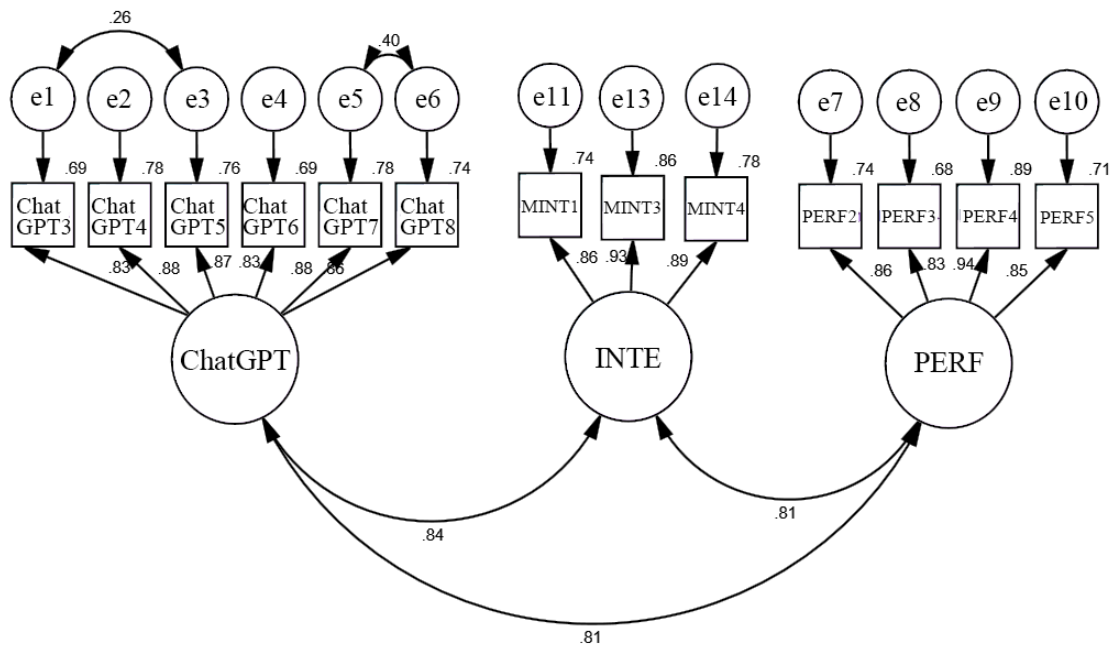 .26
.40
e1 e2 e3 e4 e5 e6 e11 e13 e14 e7 e8 e9 e10
.69 .78 .76 .69 .78 .74 .74 .86 .78 .74 .68 .89 .71
Chat Chat Chat Chat Chat Chat
GPT3 GPT4 GPT5 GPT6 GPT7 GPT8
MINT1 MINT3 MINT4 PERF2 PERF3 PERF4 PERF5
.83 .88 .87 .83 .88 .86 .86 .93 .89 .86 .83 .94 .85
ChatGPT INTE PERF
.84
.81
.81